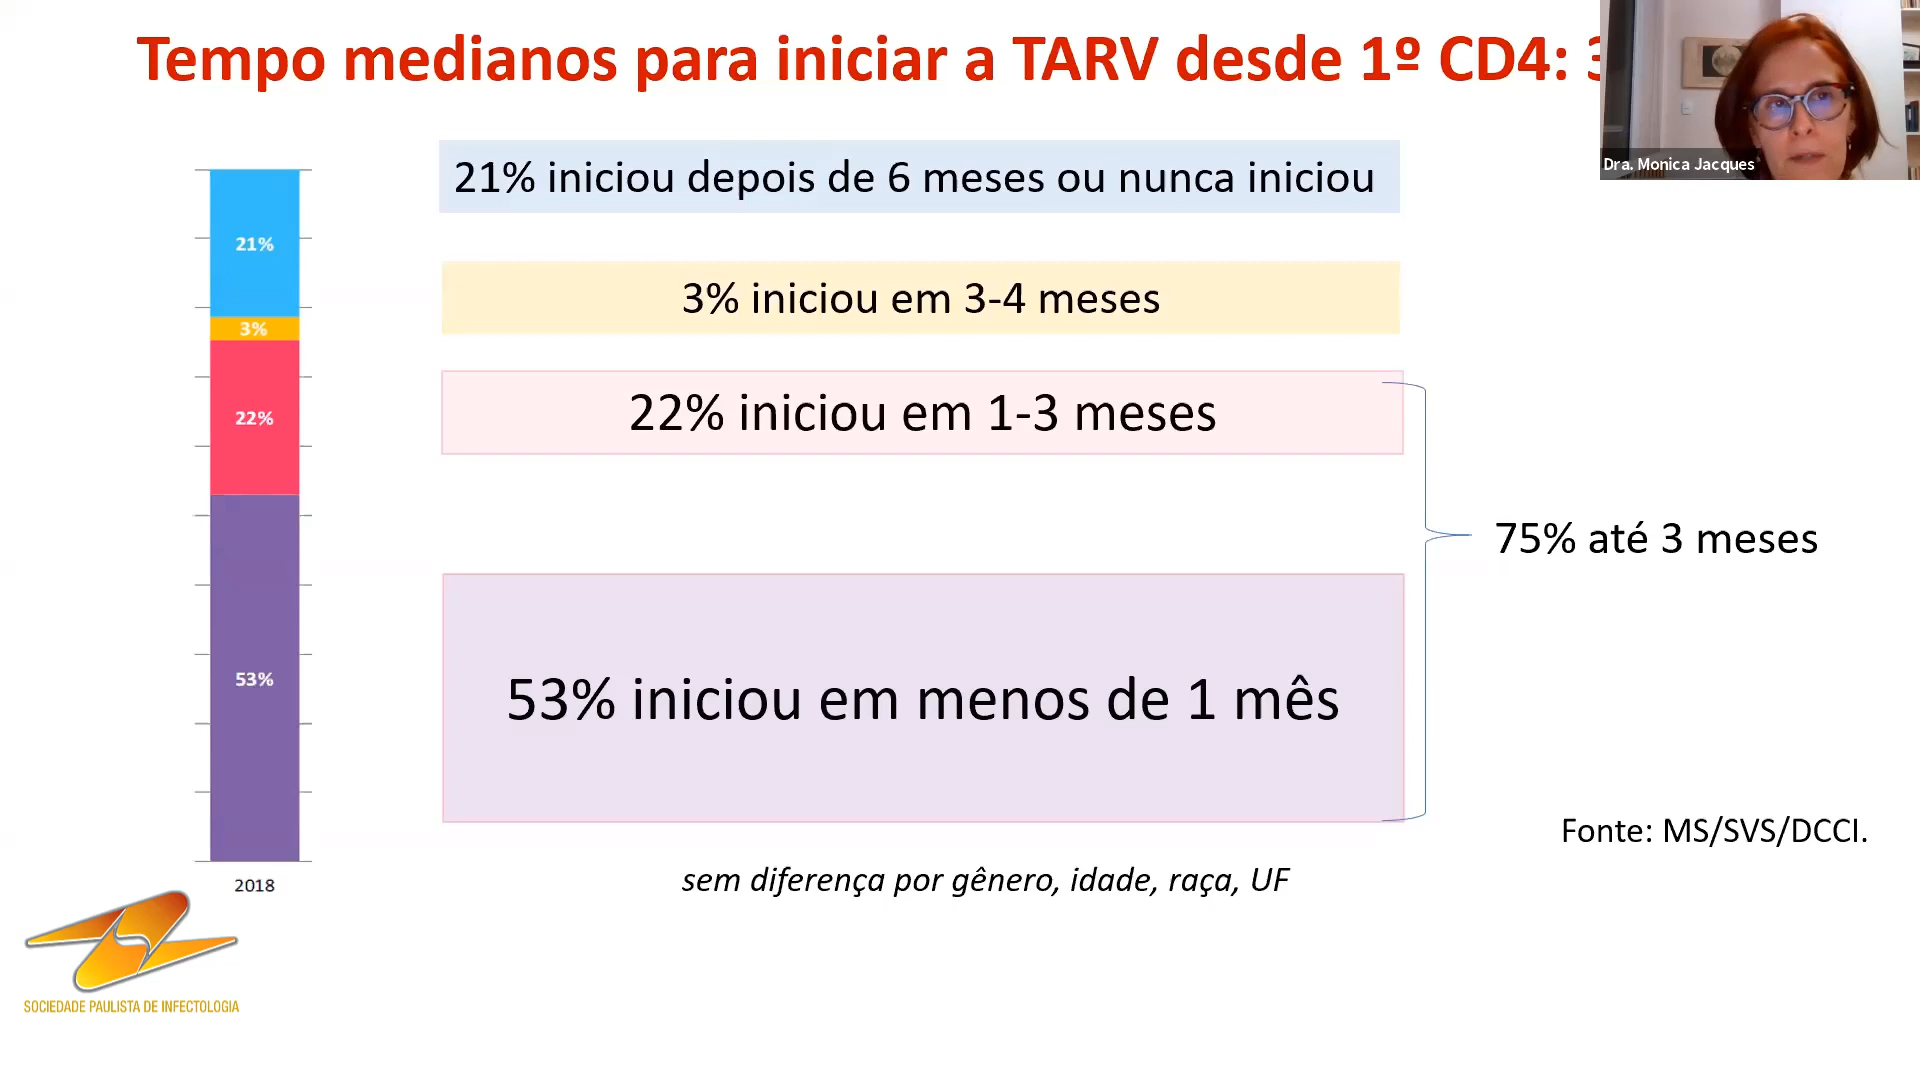 Tempo medianos para iniciar a TARV desde 1º CD4:
Dra. Monica Jacques
21% iniciou depois de 6 meses ou nunca iniciou
21%
3% iniciou em 3-4 meses
3%
22% iniciou em 1-3 meses
22%
75% até 3 meses
53% iniciou em menos de 1 mês
53%
Fonte: MS/SVS/DCCI.
sem diferença por gênero, idade, raça, UF
2018
SOCIEDADE PAULISTA DE INFECTOLOGIA